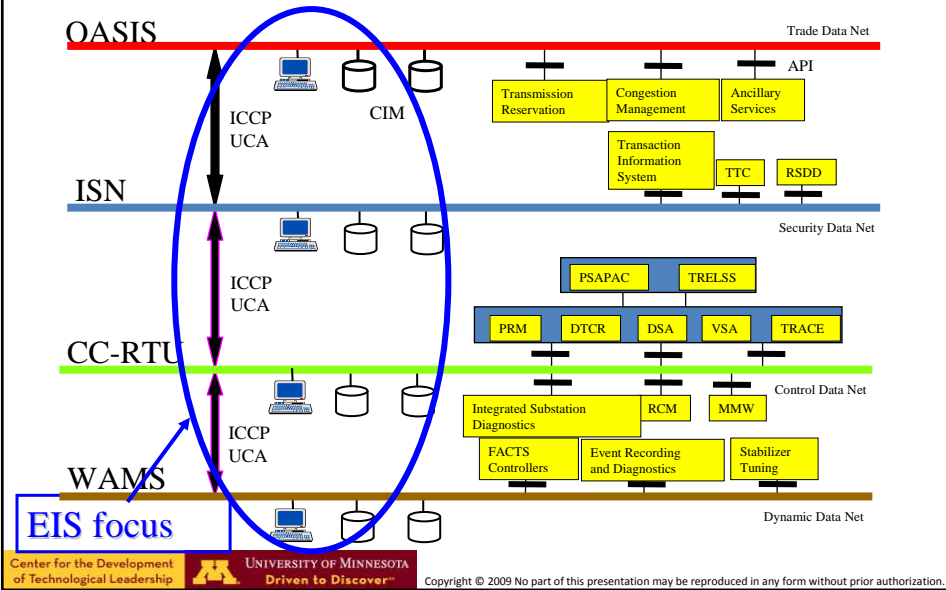 OASIS
Trade Data Net
API
ICCP
UCA
CIM
Transmission
Reservation
Congestion
Management
Ancillary
Services
Transaction
Information
System
TTC
RSDD
ISN
Security Data Net
ICCP
UCA
PSAPAC
TRELSS
PRM
DTCR
DSA
VSA
TRACE
CC-RTU
Control Data Net
Integrated Substation
Diagnostics
RCM
MMW
ICCP
UCA
FACTS
Controllers
Event Recording
and Diagnostics
Stabilizer
Tuning
WAMS
Dynamic Data Net
EIS focus
Center for the Development
of Technological Leadership
UNIVERSITY OF MINNESOTA
Driven to Discover℠
Copyright © 2009 No part of this presentation may be reproduced in any form without prior authorization.